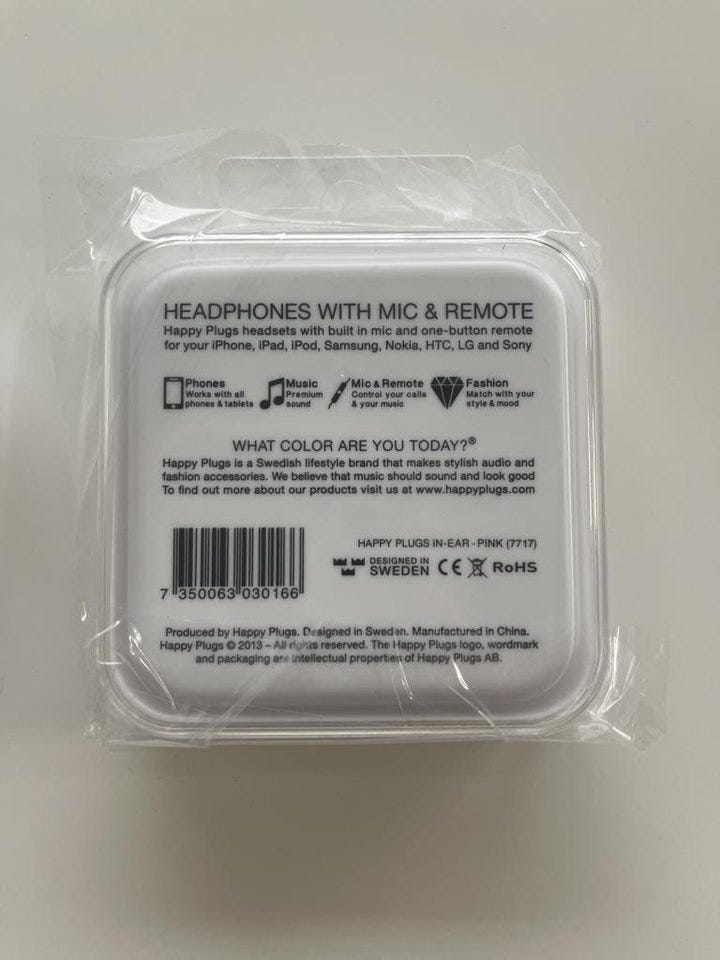 HEADPHONES WITH MIC & REMOTE
Happy Plugs headsets with built in mic and one-button remote
for your iPhone, iPad, iPod, Samsung, Nokia, HTC, LG and Sony
Phones
Works with all
phones & tablets
Music
Premium
sound
Mic & Remote
Control your calls
& your music
Fashion
Match with your
style & mood
WHAT COLOR ARE YOU TODAY?®
Happy Plugs is a Swedish lifestyle brand that makes stylish audio and
fashion accessories. We believe that music should sound and look good
To find out more about our products visit us at www.happyplugs.com
HAPPY PLUGS IN-EAR - PINK (7717)
DESIGNED IN
SWEDEN CE RoHS
7 350063 030166
Produced by Happy Plugs. Designed in Sweden. Manufactured in China.
Happy Plugs © 2013 – All rights reserved. The Happy Plugs logo, wordmark
and packaging are intellectual properties of Happy Plugs AB.